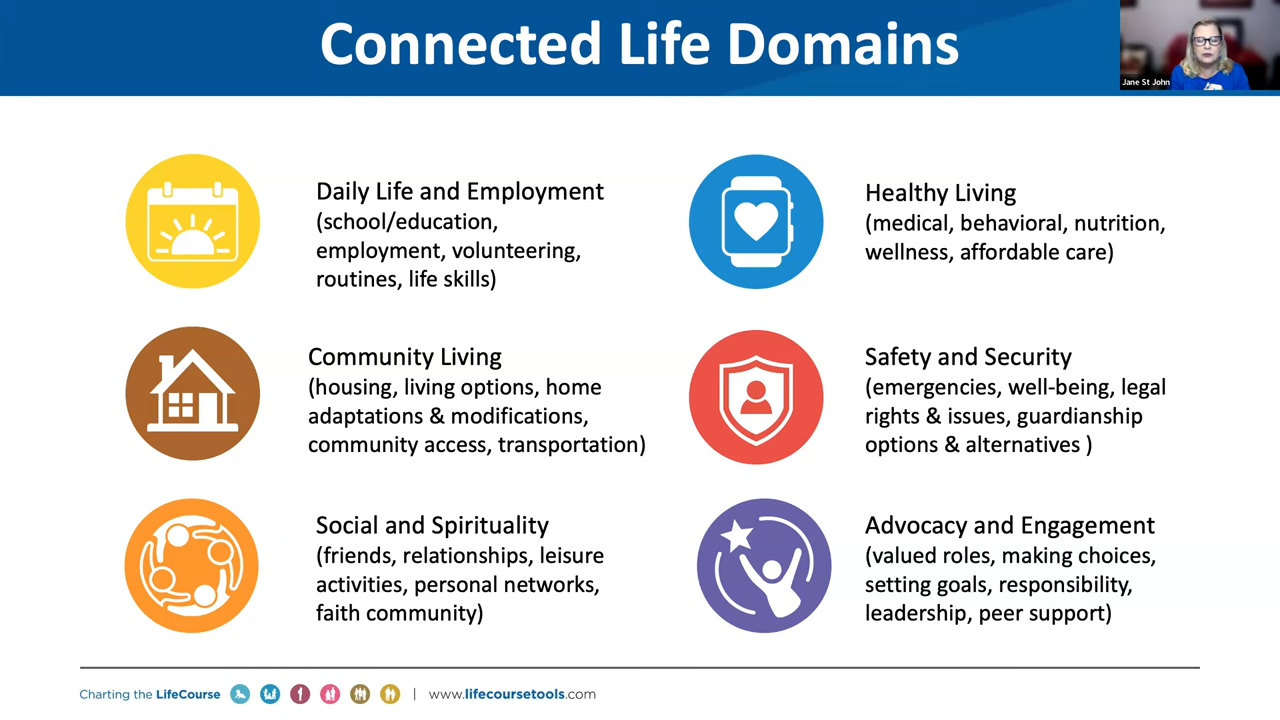 Connected Life Domains
Jane St John
Daily Life and Employment
(school/education,
employment, volunteering,
routines, life skills)
Healthy Living
(medical, behavioral, nutrition,
wellness, affordable care)
Community Living
(housing, living options, home
adaptations & modifications,
community access, transportation)
Safety and Security
(emergencies, well-being, legal
rights & issues, guardianship
options & alternatives )
Social and Spirituality
(friends, relationships, leisure
activities, personal networks,
faith community)
Advocacy and Engagement
(valued roles, making choices,
setting goals, responsibility,
leadership, peer support)
Charting the LifeCourse | www.lifecoursetools.com